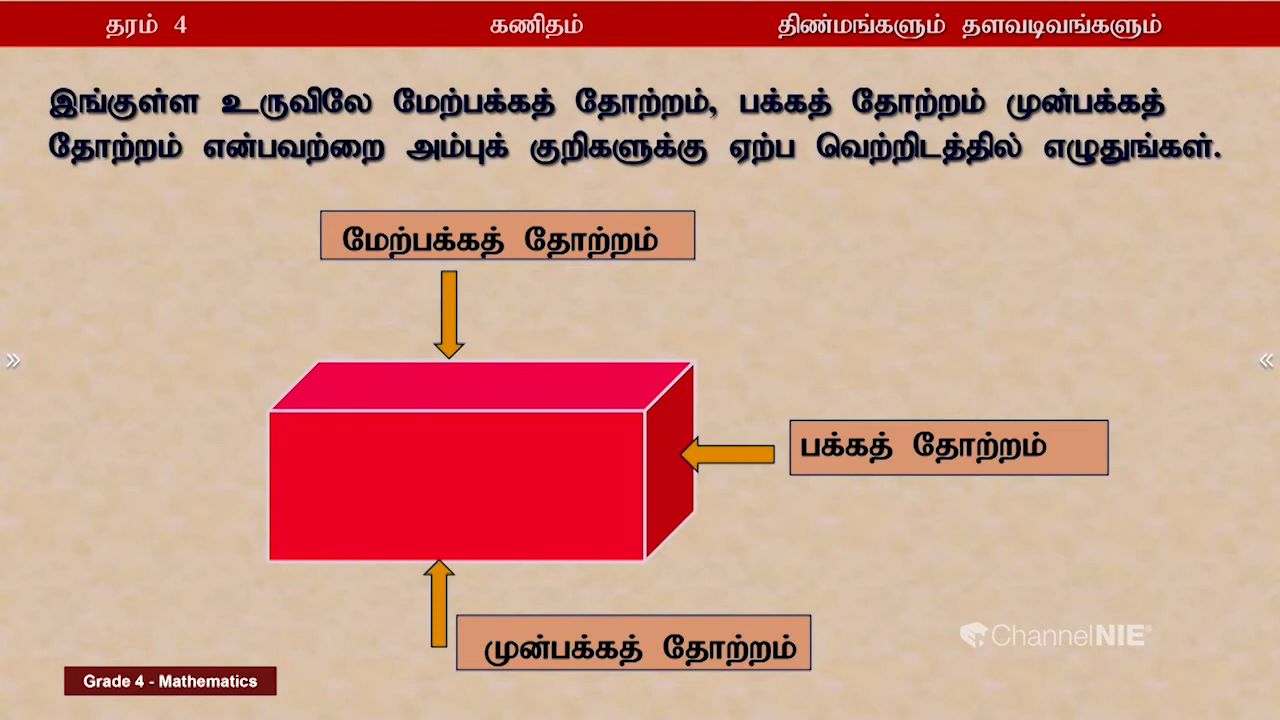 தரம் 4 கணிதம் திண்மங்களும் தளவடிவங்களும்
இங்குள்ள உருவிலே மேற்பக்கத் தோற்றம், பக்கத் தோற்றம் முன்பக்கத்
தோற்றம் என்பவற்றை அம்புக் குறிகளுக்கு ஏற்ப வெற்றிடத்தில் எழுதுங்கள்.
மேற்பக்கத் தோற்றம்
பக்கத் தோற்றம்
முன்பக்கத் தோற்றம்
ChannelNIE
Grade 4 - Mathematics